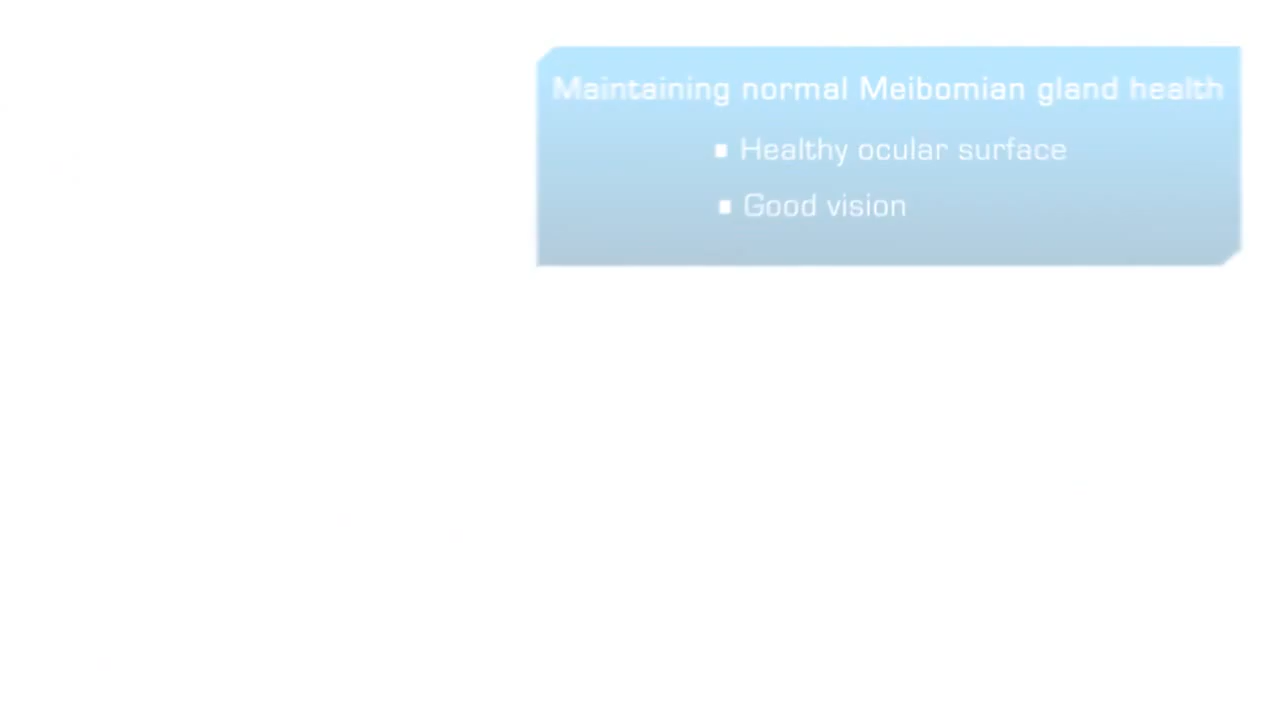 Maintaining normal Meibomian gland health
▪ Healthy ocular surface
▪ Good vision